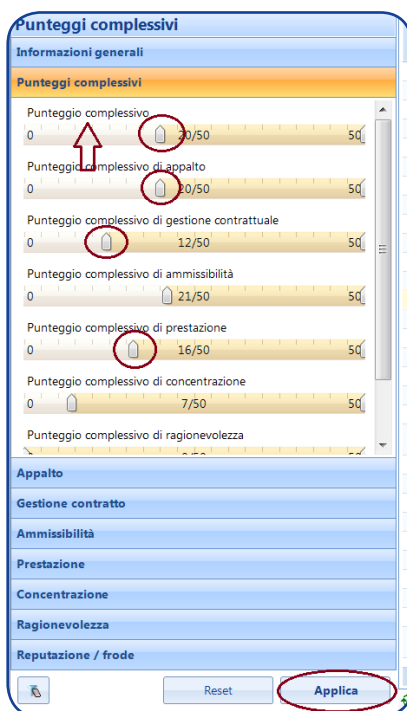 Punteggi complessivi
Informazioni generali
Punteggi complessivi
Punteggio complessivo
0 20/50 50
Punteggio complessivo di appalto
0 20/50 50
Punteggio complessivo di gestione contrattuale
0 12/50 50
Punteggio complessivo di ammissibilità
0 21/50 50
Punteggio complessivo di prestazione
0 16/50 50
Punteggio complessivo di concentrazione
0 7/50 50
Punteggio complessivo di ragionevolezza
Appalto
Gestione contratto
Ammissibilità
Prestazione
Concentrazione
Ragionevolezza
Reputazione / frode
Reset Applica